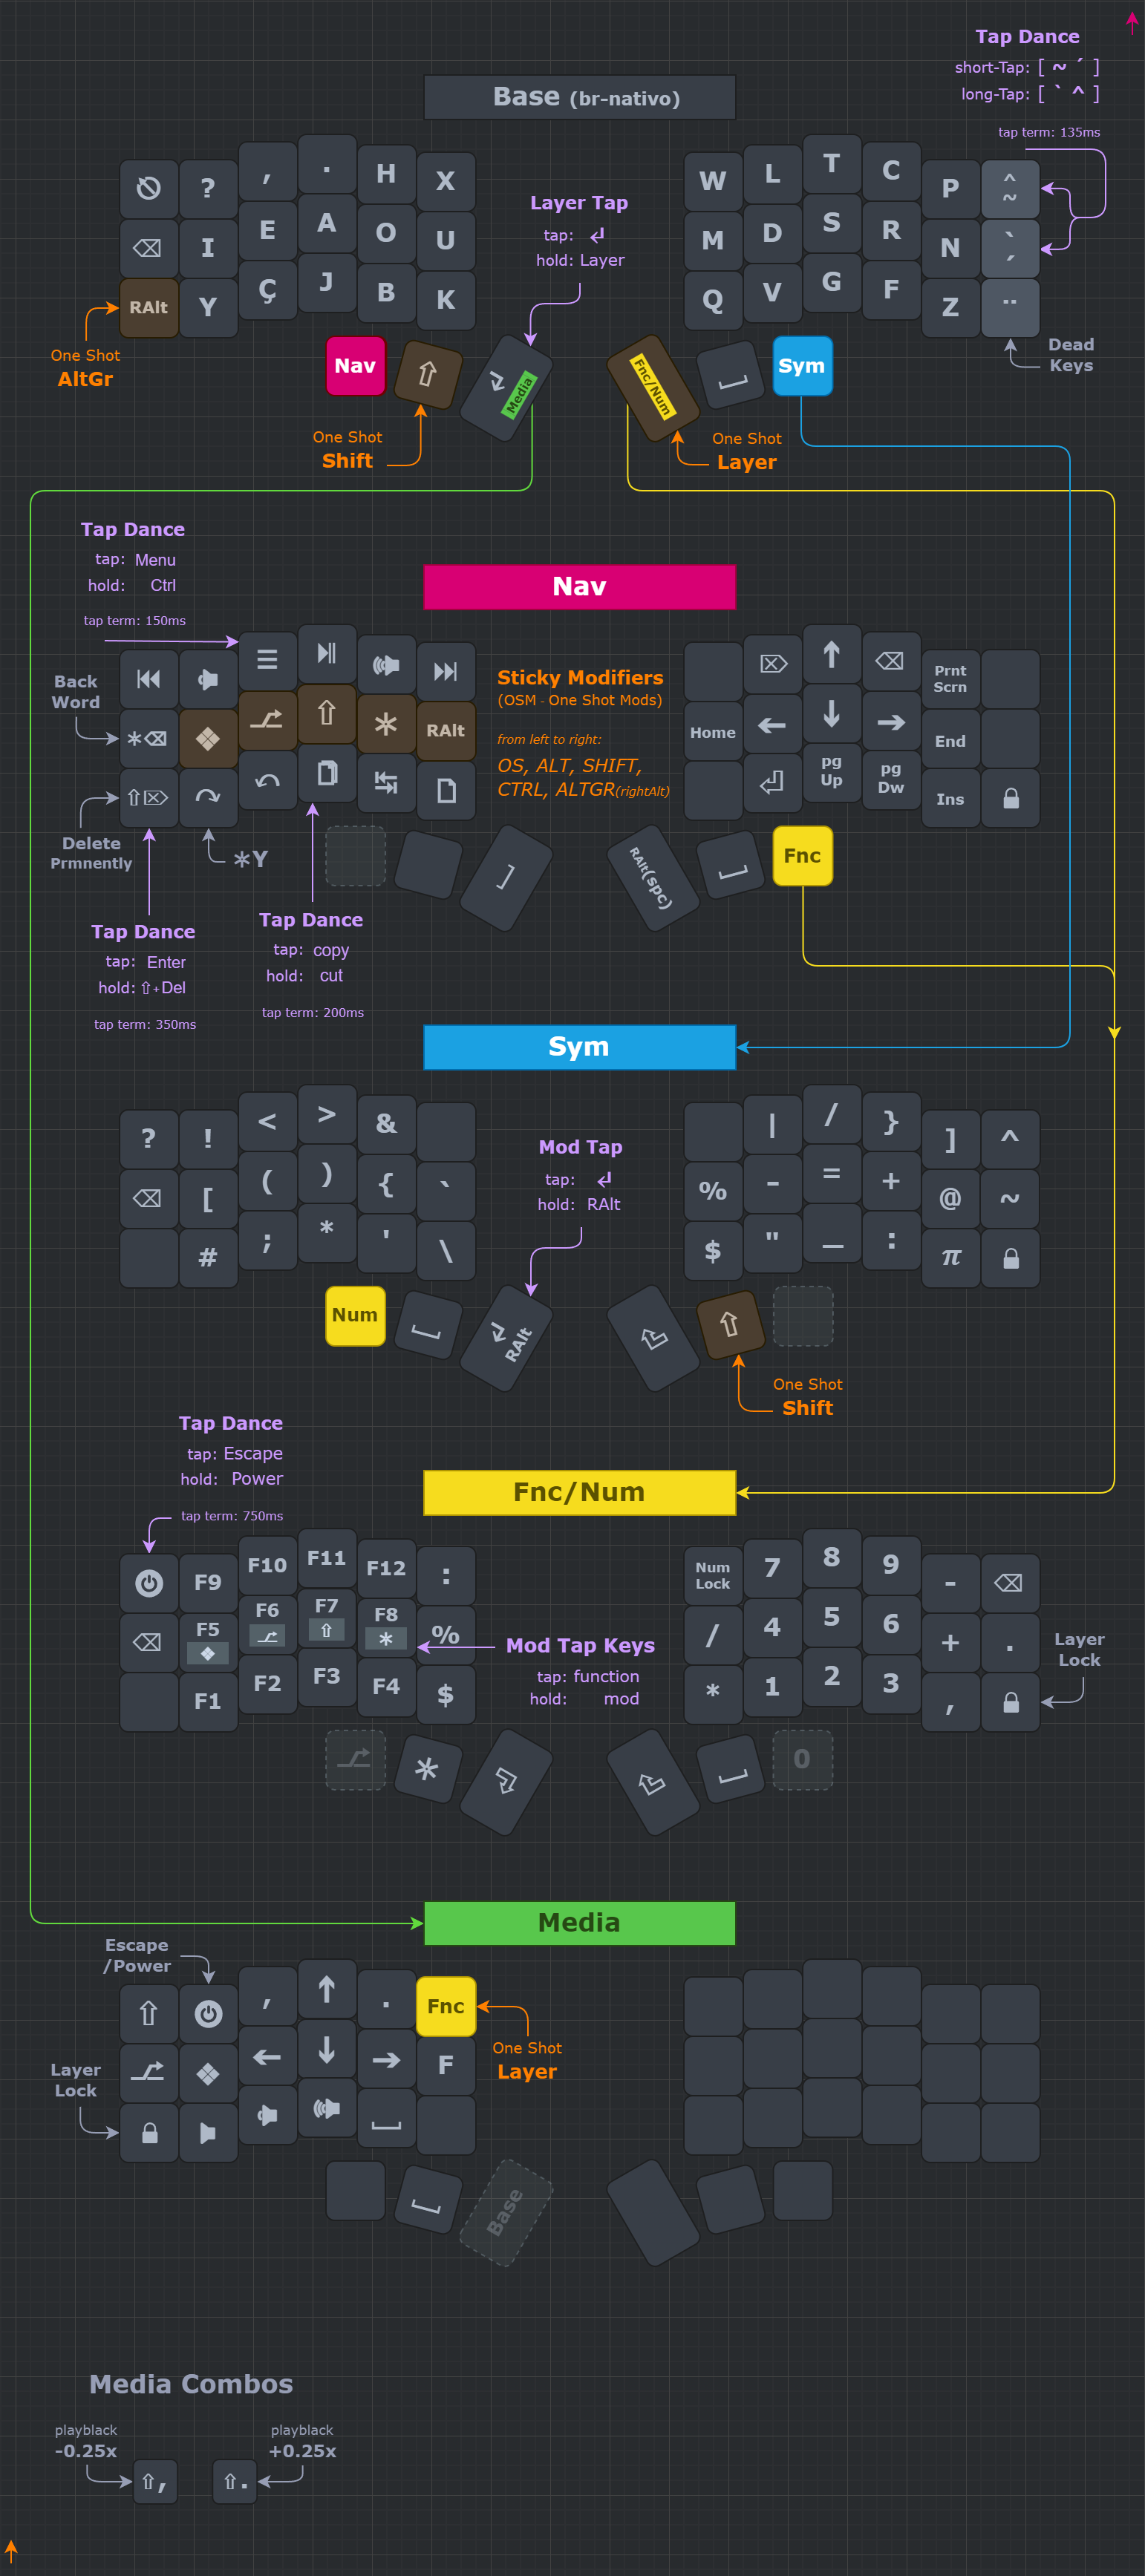 Tap Dance
short-Tap: [ ~ ´ ]
long-Tap: [ ` ^ ]
tap term: 135ms
Base (br-nativo)
? , . H X
W L T C P ^ ~
⌫ I E A O U
M D S R N ` ´
RAlt Y Ç J B K
Q V G F Z ¨
Layer Tap
tap: ↲
hold: Layer
One Shot
AltGr
Nav ⇧ Media
Fnc/Num Sym
Dead
Keys
One Shot
Shift
One Shot
Layer
Tap Dance
tap: Menu
hold: Ctrl
tap term: 150ms
Nav
Back
Word
Sticky Modifiers
(OSM - One Shot Mods)
from left to right:
OS, ALT, SHIFT,
CTRL, ALTGR(rightAlt)
⌦ ↑ ⌫ Prnt Scrn
RAlt
Home ← ↓ → End
pg Up pg Dw Ins
Delete
Prmnently
∗Y
]
RAlt(spc)
Fnc
Tap Dance
tap: Enter
hold: ⇧+Del
tap term: 350ms
Tap Dance
tap: copy
hold: cut
tap term: 200ms
Sym
? ! < > &
| / } ] ^
⌫ [ ( ) { `
% - = + @ ~
# ; * ' \
$ " _ : π
Mod Tap
tap: ↲
hold: RAlt
Num RAlt
One Shot
Shift
Tap Dance
tap: Escape
hold: Power
tap term: 750ms
Fnc/Num
F9 F10 F11 F12 :
Num Lock 7 8 9 - ⌫
⌫ F5 F6 F7 F8 %
/ 4 5 6 + .
F1 F2 F3 F4 $
* 1 2 3 ,
Mod Tap Keys
tap: function
hold: mod
Layer
Lock
0
Media
Escape
/Power
, ↑ . Fnc
← ↓ → F
One Shot
Layer
Layer
Lock
Base
Media Combos
playblack
-0.25x
playblack
+0.25x
⇧, ⇧.